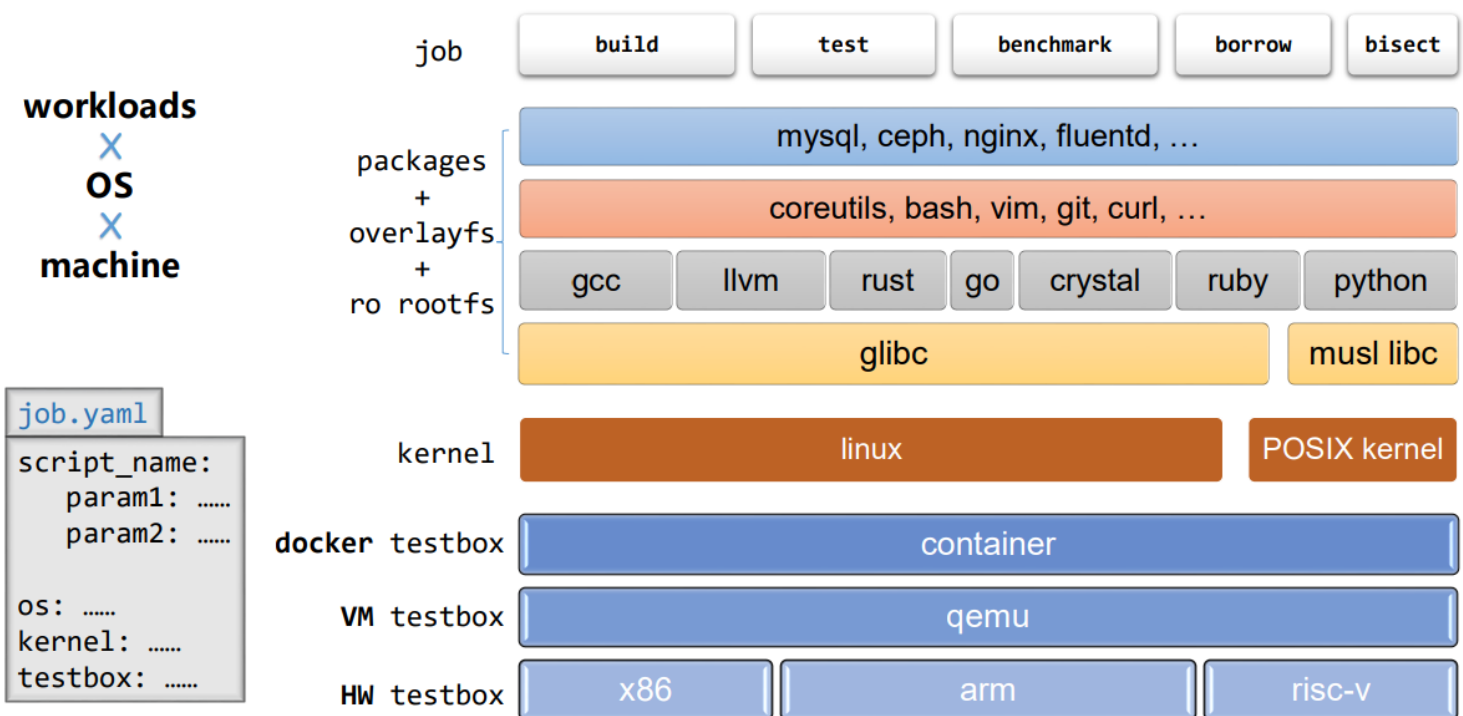 job
build
test
benchmark
borrow
bisect
workloads
X
OS
X
machine
packages
+
overlayfs
+
ro rootfs
mysql, ceph, nginx, fluentd, …
coreutils, bash, vim, git, curl, …
gcc
llvm
rust
go
crystal
ruby
python
glibc
musl libc
job.yaml
script_name:
param1: ……
param2: ……
os: ……
kernel: ……
testbox: ……
kernel
linux
POSIX kernel
docker testbox
container
VM testbox
qemu
HW testbox
x86
arm
risc-v